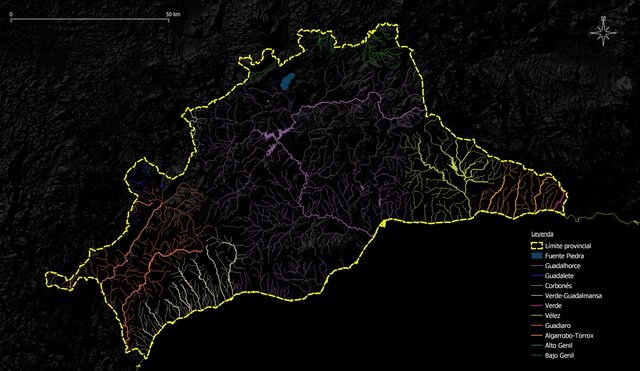 0 50 km
N
Leyenda
Límite provincial
Fuente Piedra
Guadalhorce
Guadalete
Corbonés
Verde-Guadalmansa
Verde
Vélez
Guadiaro
Algarrobo-Torrox
Alto Genil
Bajo Genil